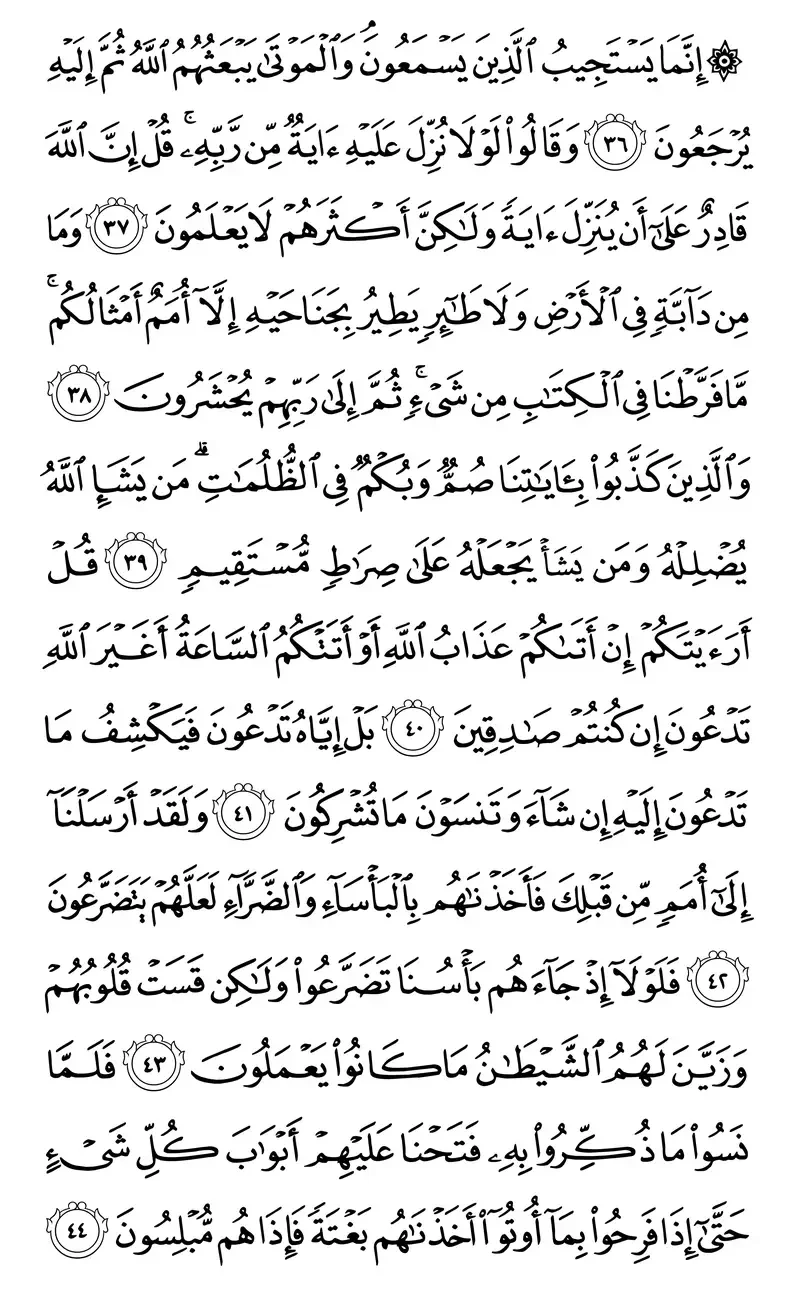 ۞ إِنَّمَا يَسْتَجِيبُ ٱلَّذِينَ يَسْمَعُونَۘ وَٱلْمَوْتَىٰ يَبْعَثُهُمُ ٱللَّهُ ثُمَّ إِلَيْهِ
يُرْجَعُونَ ٣٦ وَقَالُوا۟ لَوْلَا نُزِّلَ عَلَيْهِ ءَايَةٌ مِّن رَّبِّهِۦۚ قُلْ إِنَّ ٱللَّهَ
قَادِرٌ عَلَىٰٓ أَن يُنَزِّلَ ءَايَةً وَلَٰكِنَّ أَكْثَرَهُمْ لَا يَعْلَمُونَ ٣٧ وَمَا
مِن دَآبَّةٍ فِى ٱلْأَرْضِ وَلَا طَٰٓئِرٍ يَطِيرُ بِجَنَاحَيْهِ إِلَّآ أُمَمٌ أَمْثَالُكُمۚ
مَّا فَرَّطْنَا فِى ٱلْكِتَٰبِ مِن شَىْءٍۚ ثُمَّ إِلَىٰ رَبِّهِمْ يُحْشَرُونَ ٣٨
وَٱلَّذِينَ كَذَّبُوا۟ بِـَٔايَٰتِنَا صُمٌّ وَبُكْمٌ فِى ٱلظُّلُمَٰتِۗ مَن يَشَإِ ٱللَّهُ
يُضْلِلْهُ وَمَن يَشَأْ يَجْعَلْهُ عَلَىٰ صِرَٰطٍ مُّسْتَقِيمٍ ٣٩ قُلْ
أَرَءَيْتَكُمْ إِنْ أَتَىٰكُمْ عَذَابُ ٱللَّهِ أَوْ أَتَتْكُمُ ٱلسَّاعَةُ أَغَيْرَ ٱللَّهِ
تَدْعُونَ إِن كُنتُمْ صَٰدِقِينَ ٤٠ بَلْ إِيَّاهُ تَدْعُونَ فَيَكْشِفُ مَا
تَدْعُونَ إِلَيْهِ إِن شَآءَ وَتَنسَوْنَ مَا تُشْرِكُونَ ٤١ وَلَقَدْ أَرْسَلْنَآ
إِلَىٰٓ أُمَمٍ مِّن قَبْلِكَ فَأَخَذْنَٰهُم بِٱلْبَأْسَآءِ وَٱلضَّرَّآءِ لَعَلَّهُمْ يَتَضَرَّعُونَ
٤٢ فَلَوْلَآ إِذْ جَآءَهُم بَأْسُنَا تَضَرَّعُوا۟ وَلَٰكِن قَسَتْ قُلُوبُهُمْ
وَزَيَّنَ لَهُمُ ٱلشَّيْطَٰنُ مَا كَانُوا۟ يَعْمَلُونَ ٤٣ فَلَمَّا
نَسُوا۟ مَا ذُكِّرُوا۟ بِهِۦ فَتَحْنَا عَلَيْهِمْ أَبْوَٰبَ كُلِّ شَىْءٍ
حَتَّىٰٓ إِذَا فَرِحُوا۟ بِمَآ أُوتُوٓا۟ أَخَذْنَٰهُم بَغْتَةً فَإِذَا هُم مُّبْلِسُونَ ٤٤